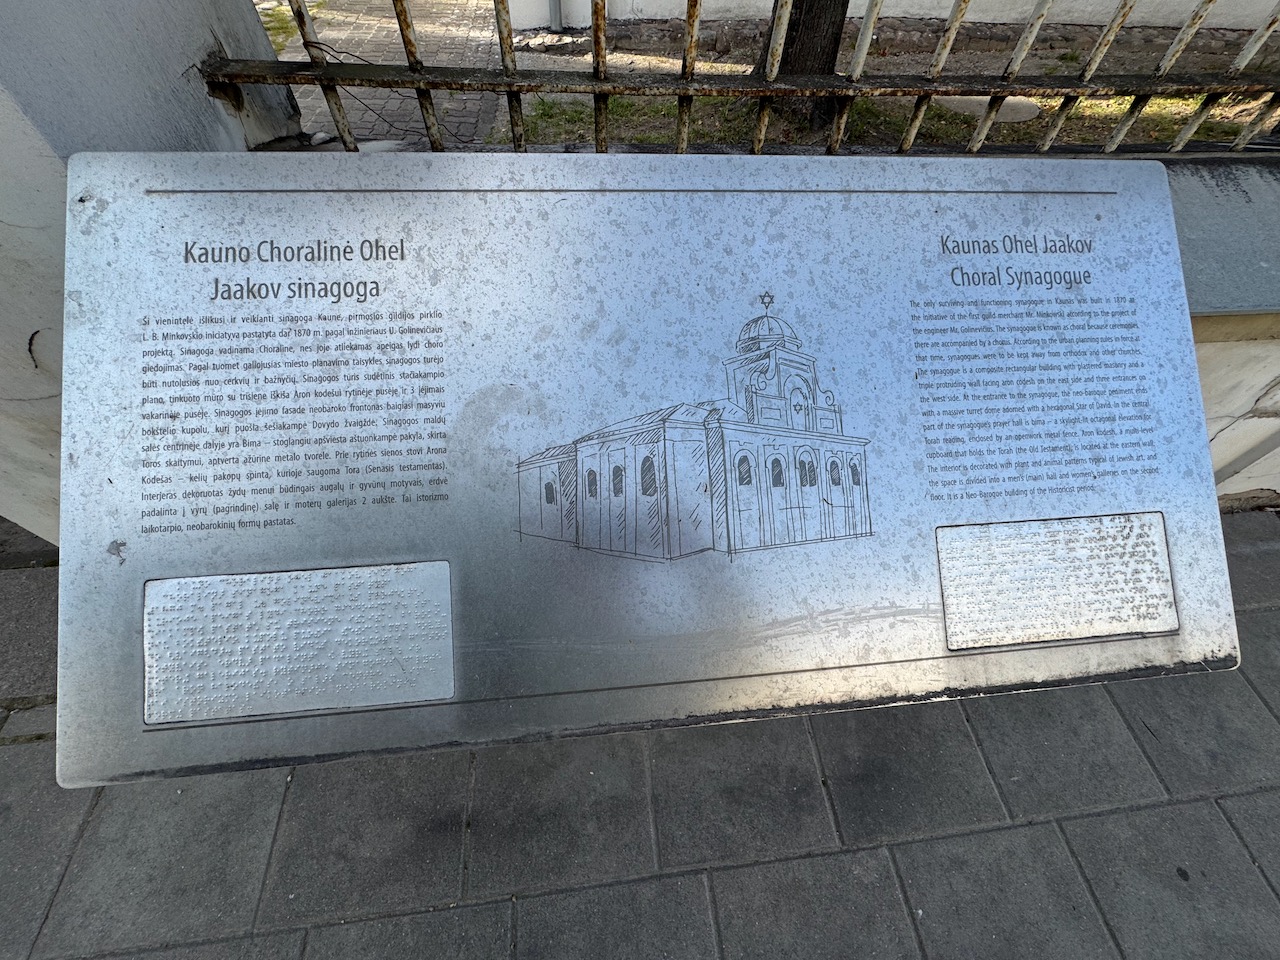 Kauno Choralinė Ohel
Jaakov sinagoga
Ši vienintelė išlikusi ir veikianti sinagoga Kaune, pirmosios gildijos pirklio
L. B. Minkovskio iniciatyva pastatyta dar 1870 m. pagal inžinieriaus U. Golinevičiaus
projektą. Sinagoga vadinama Choraline, nes joje atliekamas apeigas lydi choro
giedojimas. Pagal tuomet galiojusias miesto planavimo taisykles sinagogos turėjo
būti nutolusios nuo cerkvių ir bažnyčių. Sinagogos tūris sudėtinis stačiakampio
plano, tinkuoto mūro su trisiene iškiša Aron kodešui rytinėje pusėje ir 3 įėjimais
vakarinėje pusėje. Sinagogos įėjimo fasade neobaroko frontonas baigiasi masyviu
bokštelio kupolu, kurį puošia šešiakampė Dovydo žvaigždė; Sinagogos maldų
salės centrinėje dalyje yra Bima – stoglangiu apšviesta aštuonkampė pakyla, skirta
Toros skaitymui, aptverta ažūrine metalo tvorele. Prie rytinės sienos stovi Arona
Kodešas – kelių pakopų spinta, kurioje saugoma Tora (Senasis testamentas).
Interjeras dekoruotas žydų menui būdingais augalų ir gyvūnų motyvais, erdvė
padalinta į vyrų (pagrindinę) salę ir moterų galerijas 2 aukšte. Tai istorizmo
laikotarpio, neobarokinių formų pastatas.
Kaunas Ohel Jaakov
Choral Synagogue
The only surviving and functioning synagogue in Kaunas was built in 1870 at
the initiative of the first guild merchant Mr. Minkovski according to the project of
the engineer Mr. Golinevičius. The synagogue is known as choral because ceremonies
there are accompanied by a chorus. According to the urban planning rules in force at
that time, synagogues were to be kept away from orthodox and other churches.
The synagogue is a composite rectangular building with plastered masonry and a
triple protruding wall facing aron codesh on the east side and three entrances on
the west side. At the entrance to the synagogue, the neo-baroque pediment ends
with a massive turret dome adorned with a hexagonal Star of David. In the central
part of the synagogue's prayer hall is bima – a skylight-lit octagonal elevation for
Torah reading, enclosed by an openwork metal fence. Aron kodesh, a multi-level
cupboard that holds the Torah (the Old Testament), is located at the eastern wall.
The interior is decorated with plant and animal patterns typical of Jewish art, and
the space is divided into a men's (main) hall and women's galleries on the second
floor. It is a Neo-Baroque building of the Historicist period.